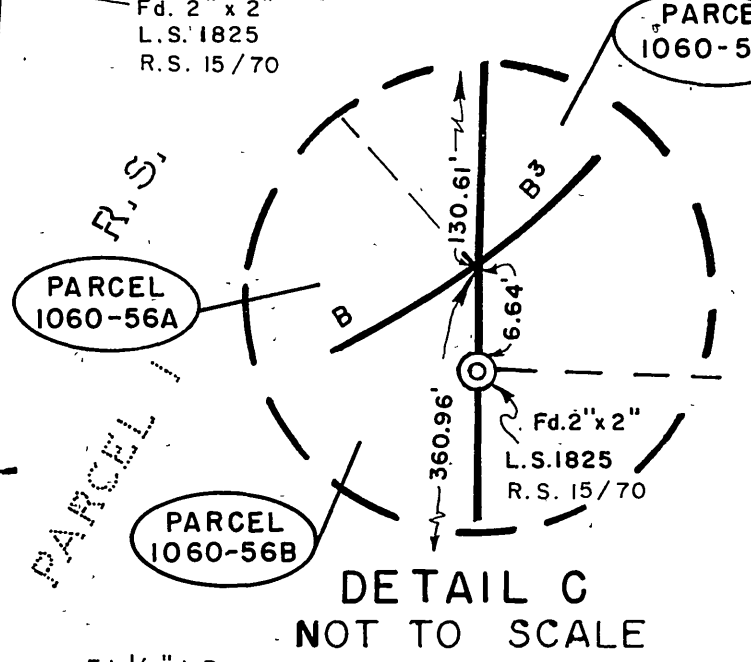 Fd. 2" x 2"
L.S. 1825
R.S. 15/70
R.S.
130.61'
B³
PARCEL
1060-56A
B
6.64'
360.96'
Fd. 2" x 2"
L.S. 1825
R.S. 15/70
PARCEL 1
PARCEL
1060-56B
DETAIL C
NOT TO SCALE